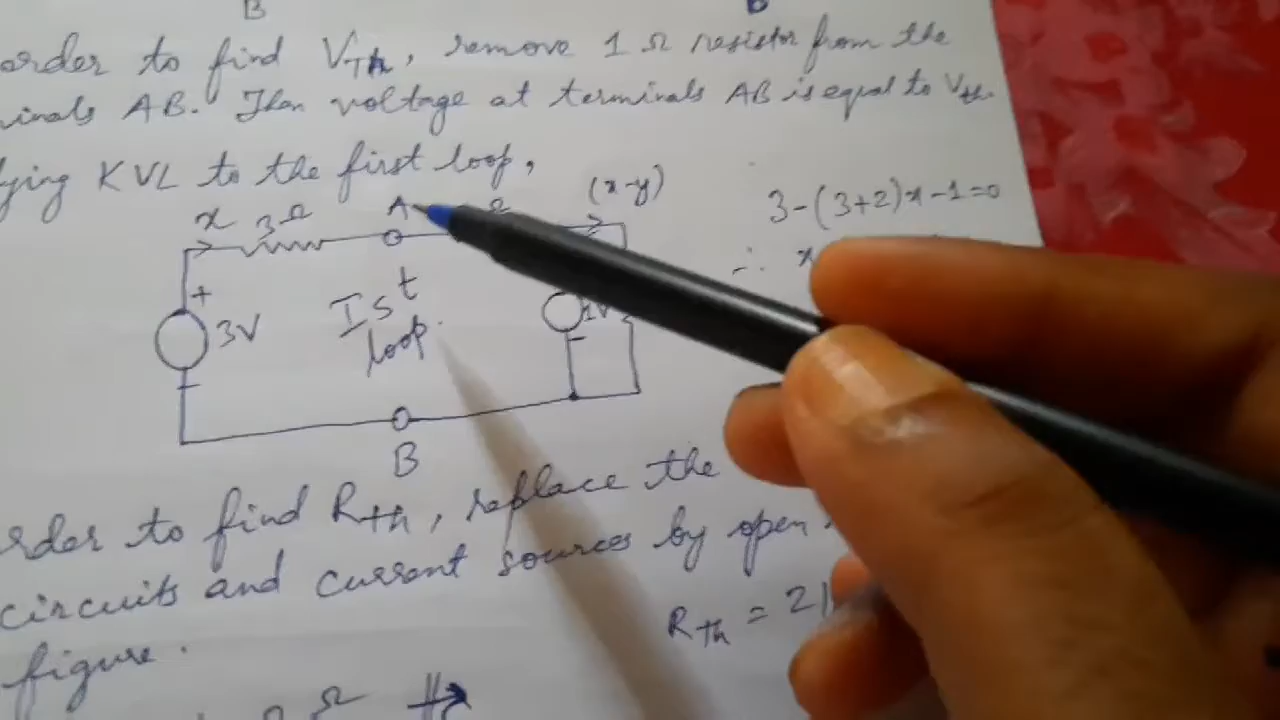 B
B
order to find VTh, remove 1 Ω resistor from the
minals AB. Then voltage at terminals AB is equal to Vth.
lying KVL to the first loop,
(x-y)
x 3Ω A Ω
3-(3+2)x-1=0
∴ x
+
3V
Ist
loop.
1V
-
-
B
order to find Rth, replace the
circuits and current sources by open
figure.
RTh = 2||
Ω